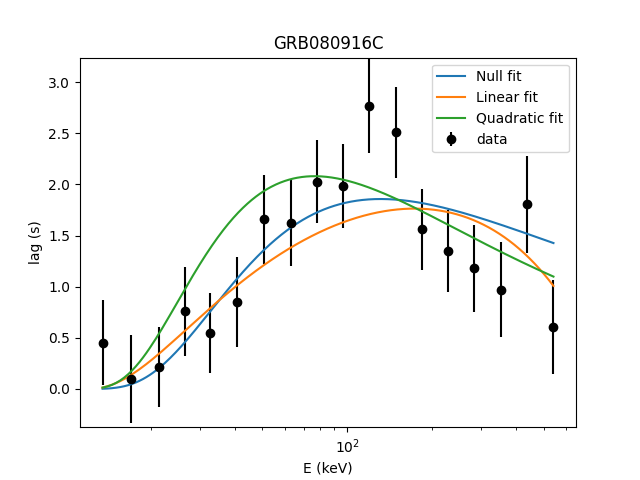 GRB080916C
3.0
2.5
2.0
1.5
1.0
0.5
0.0
lag (s)
Null fit
Linear fit
Quadratic fit
data
10²
E (keV)